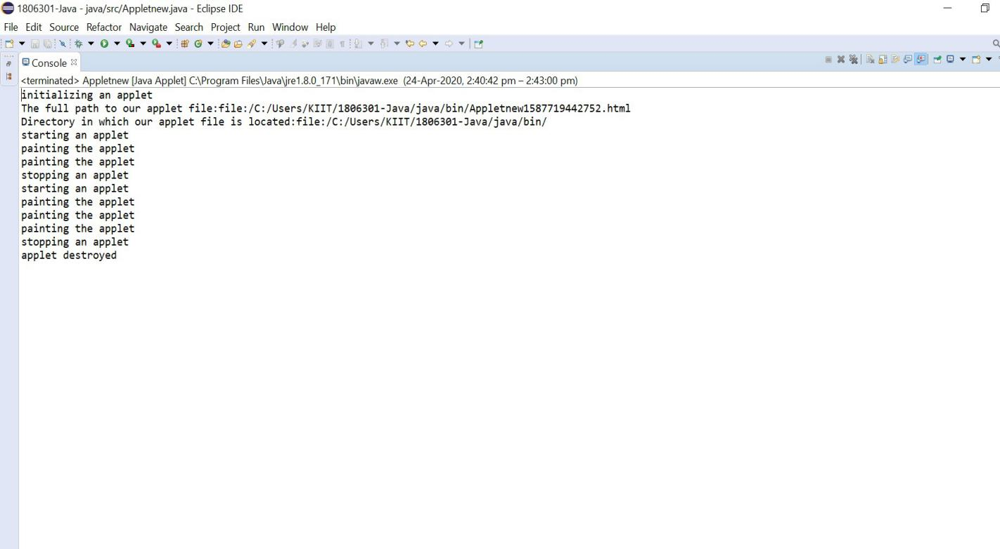 1806301-Java - java/src/Appletnew.java - Eclipse IDE
File Edit Source Refactor Navigate Search Project Run Window Help
Console
<terminated> Appletnew [Java Applet] C:\Program Files\Java\jre1.8.0_171\bin\javaw.exe (24-Apr-2020, 2:40:42 pm – 2:43:00 pm)
initializing an applet
The full path to our applet file:file:/C:/Users/KIIT/1806301-Java/java/bin/Appletnew1587719442752.html
Directory in which our applet file is located:file:/C:/Users/KIIT/1806301-Java/java/bin/
starting an applet
painting the applet
painting the applet
stopping an applet
starting an applet
painting the applet
painting the applet
painting the applet
stopping an applet
applet destroyed